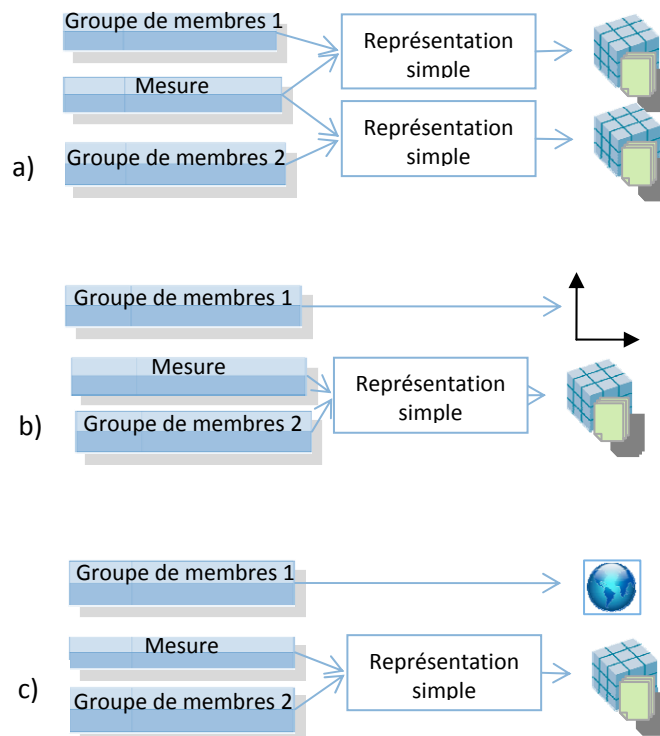 Groupe de membres 1
Représentation
simple
Mesure
Représentation
simple
Groupe de membres 2
a)
Groupe de membres 1
Mesure
Représentation
simple
Groupe de membres 2
b)
Groupe de membres 1
Mesure
Représentation
simple
Groupe de membres 2
c)